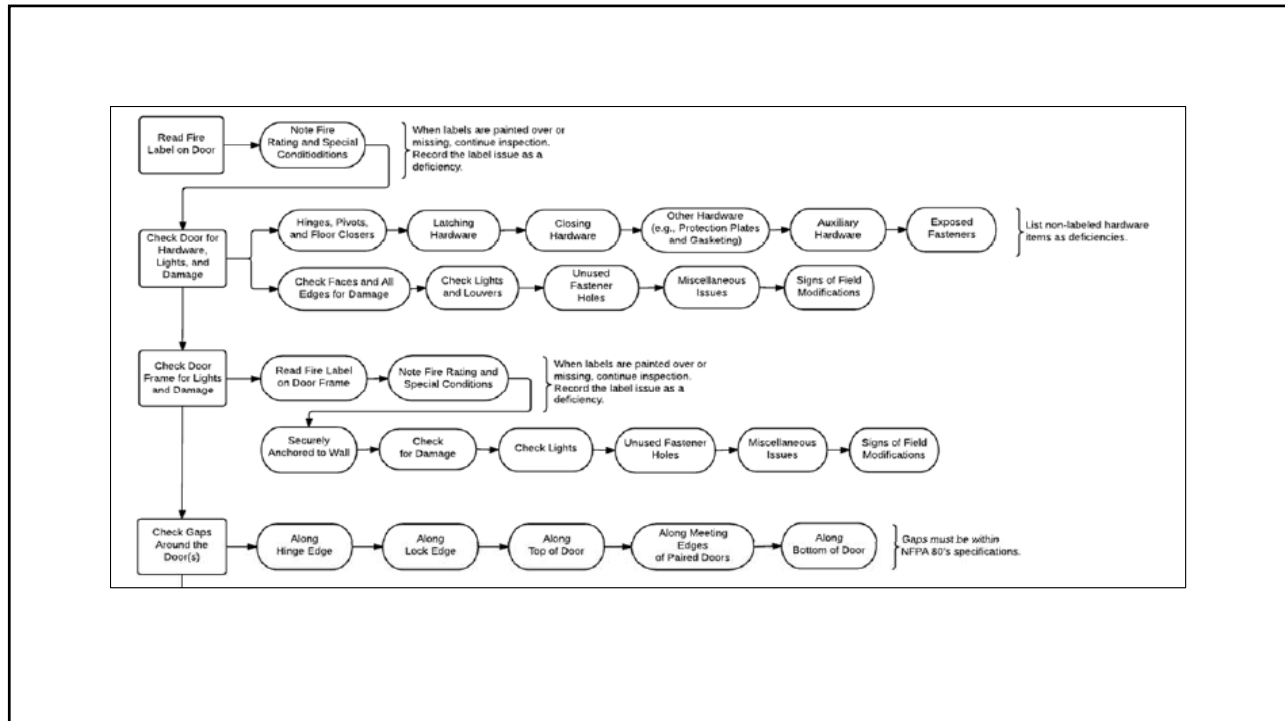 Read Fire
Label on Door
Note Fire
Rating and Special
Conditioditions
When labels are painted over or
missing, continue inspection.
Record the label issue as a
deficiency.
Check Door for
Hardware,
Lights, and
Damage
Hinges, Pivots,
and Floor Closers
Latching
Hardware
Closing
Hardware
Other Hardware
(e.g., Protection Plates
and Gasketing)
Auxiliary
Hardware
Exposed
Fasteners
List non-labeled hardware
items as deficiencies.
Check Faces and All
Edges for Damage
Check Lights
and Louvers
Unused
Fastener
Holes
Miscellaneous
Issues
Signs of Field
Modifications
Check Door
Frame for Lights
and Damage
Read Fire Label
on Door Frame
Note Fire Rating and
Special Conditions
When labels are painted over or
missing, continue inspection.
Record the label issue as a
deficiency.
Securely
Anchored to Wall
Check
for Damage
Check Lights
Unused Fastener
Holes
Miscellaneous
Issues
Signs of Field
Modifications
Check Gaps
Around the
Door(s)
Along
Hinge Edge
Along
Lock Edge
Along
Top of Door
Along Meeting
Edges
of Paired Doors
Along
Bottom of Door
Gaps must be within
NFPA 80's specifications.